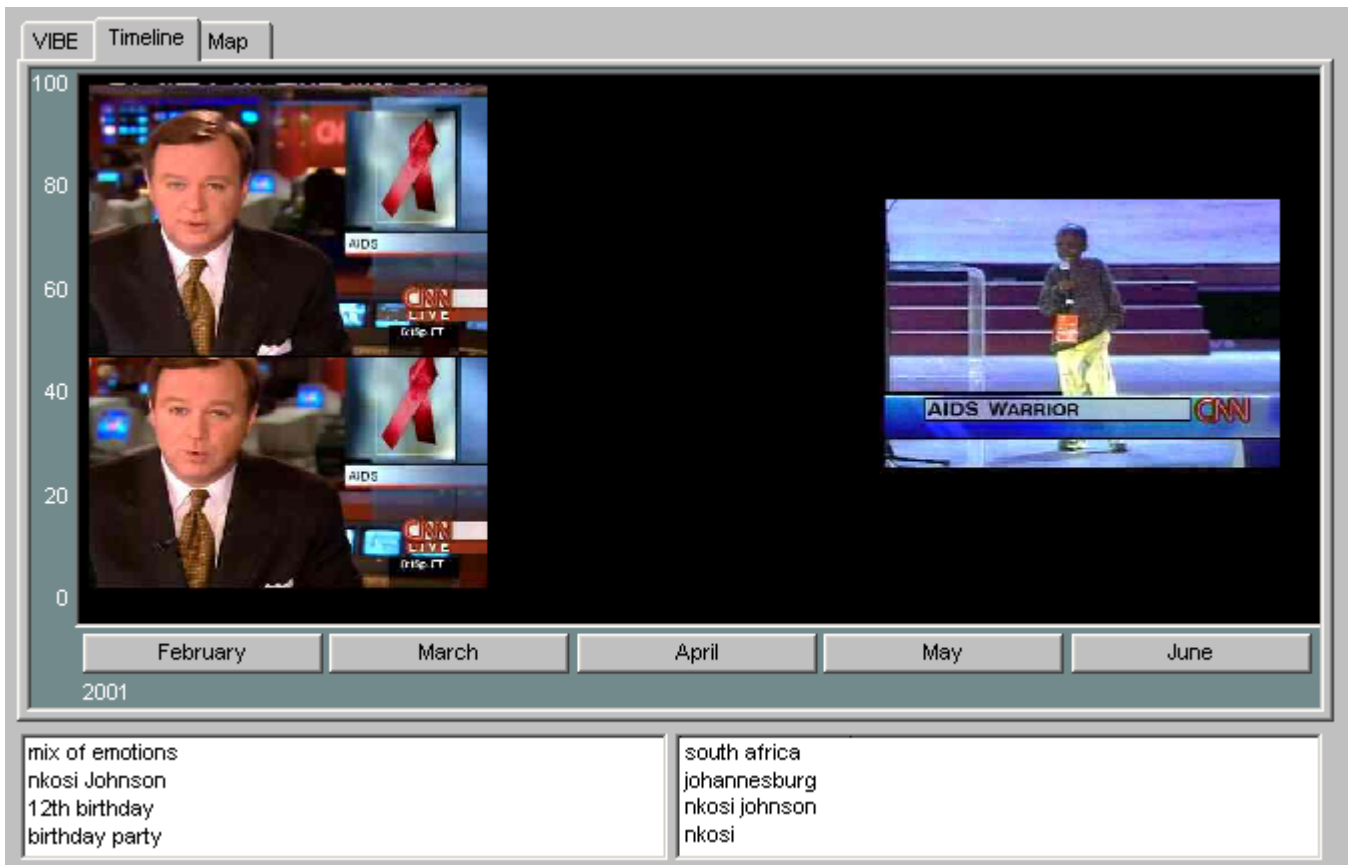 VIBE Timeline Map
100
80
60
40
20
0
AIDS
CNN
LIVE
AIDS
CNN
LIVE
AIDS WARRIOR CNN
February March April May June
2001
mix of emotions
nkosi Johnson
12th birthday
birthday party
south africa
johannesburg
nkosi johnson
nkosi